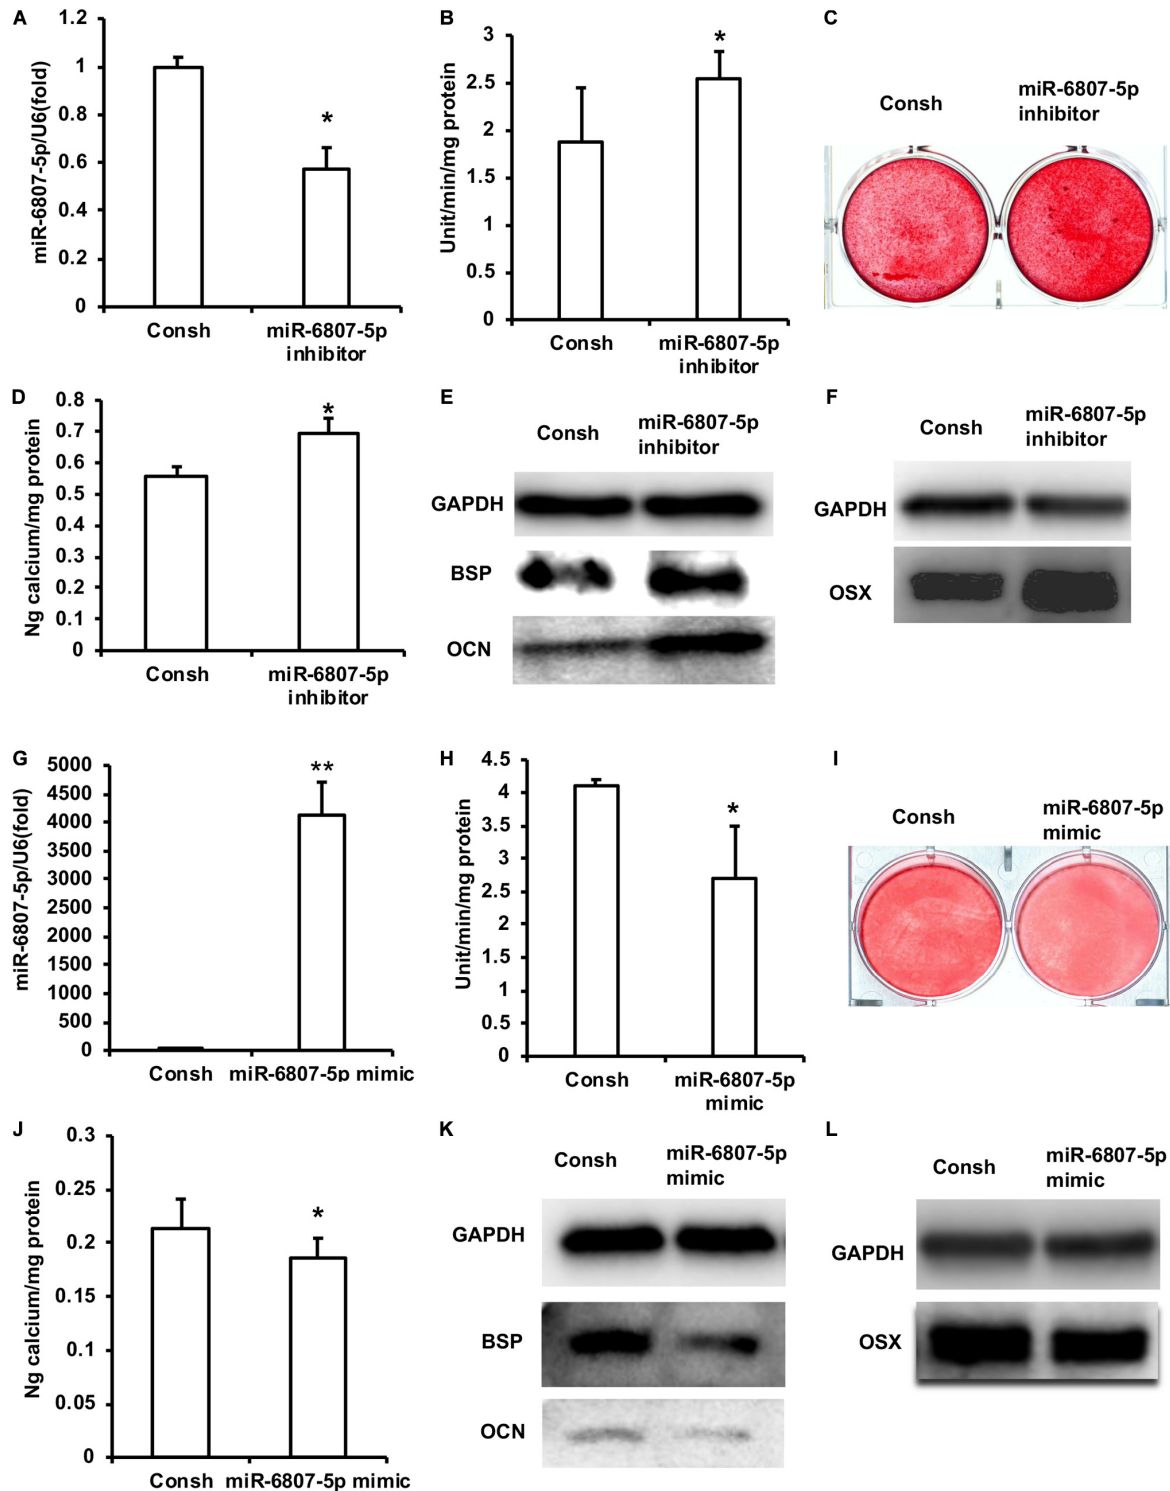 A
miR-6807-5p/U6(fold)
1.2
1
0.8
0.6
0.4
0.2
0
*
Consh
miR-6807-5p
inhibitor
B
Unit/min/mg protein
3
2.5
2
1.5
1
0.5
0
*
Consh
miR-6807-5p
inhibitor
C
Consh
miR-6807-5p
inhibitor
D
Ng calcium/mg protein
0.8
0.7
0.6
0.5
0.4
0.3
0.2
0.1
0
*
Consh
miR-6807-5p
inhibitor
E
Consh
miR-6807-5p
inhibitor
GAPDH
BSP
OCN
F
Consh
miR-6807-5p
inhibitor
GAPDH
OSX
G
miR-6807-5p/U6(fold)
5000
4500
4000
3500
3000
2500
2000
1500
1000
500
0
**
Consh
miR-6807-5p mimic
H
Unit/min/mg protein
4.5
4
3.5
3
2.5
2
1.5
1
0.5
0
*
Consh
miR-6807-5p
mimic
I
Consh
miR-6807-5p
mimic
J
Ng calcium/mg protein
0.3
0.25
0.2
0.15
0.1
0.05
0
*
Consh
miR-6807-5p mimic
K
Consh
miR-6807-5p
mimic
GAPDH
BSP
OCN
L
Consh
miR-6807-5p
mimic
GAPDH
OSX